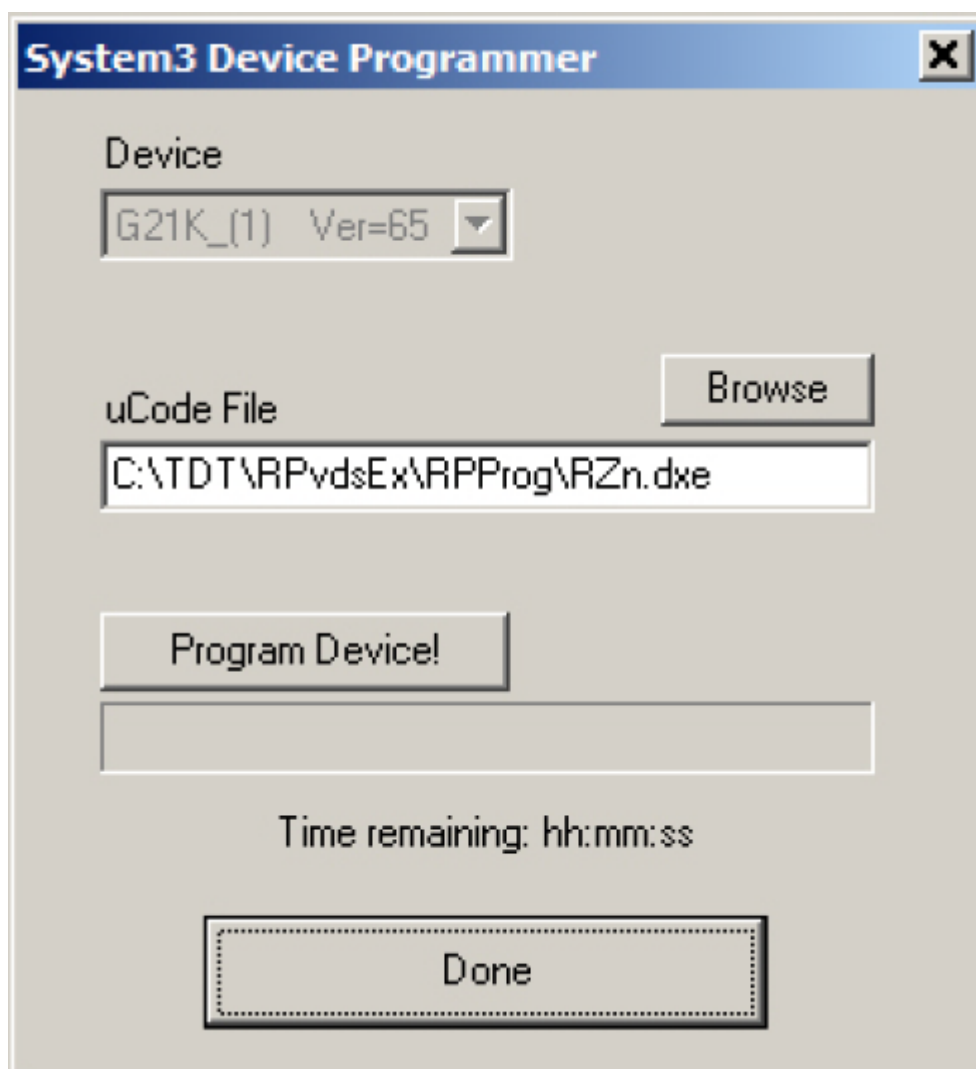 System3 Device Programmer
Device
G21K_(1) Ver=65
Browse
uCode File
C:\TDT\RPvdsEx\RPProg\RZn.dxe
Program Device!
Time remaining: hh:mm:ss
Done